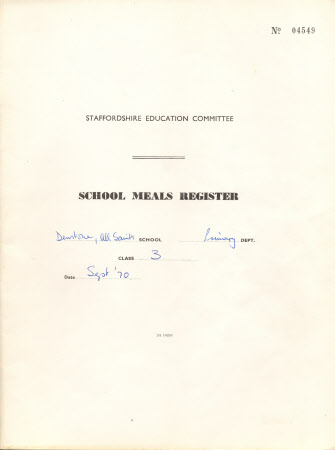 Nº 04549
STAFFORDSHIRE EDUCATION COMMITTEE
SCHOOL MEALS REGISTER
Denstone, All Saints SCHOOL Primary DEPT.
CLASS 3
Date Sept '70